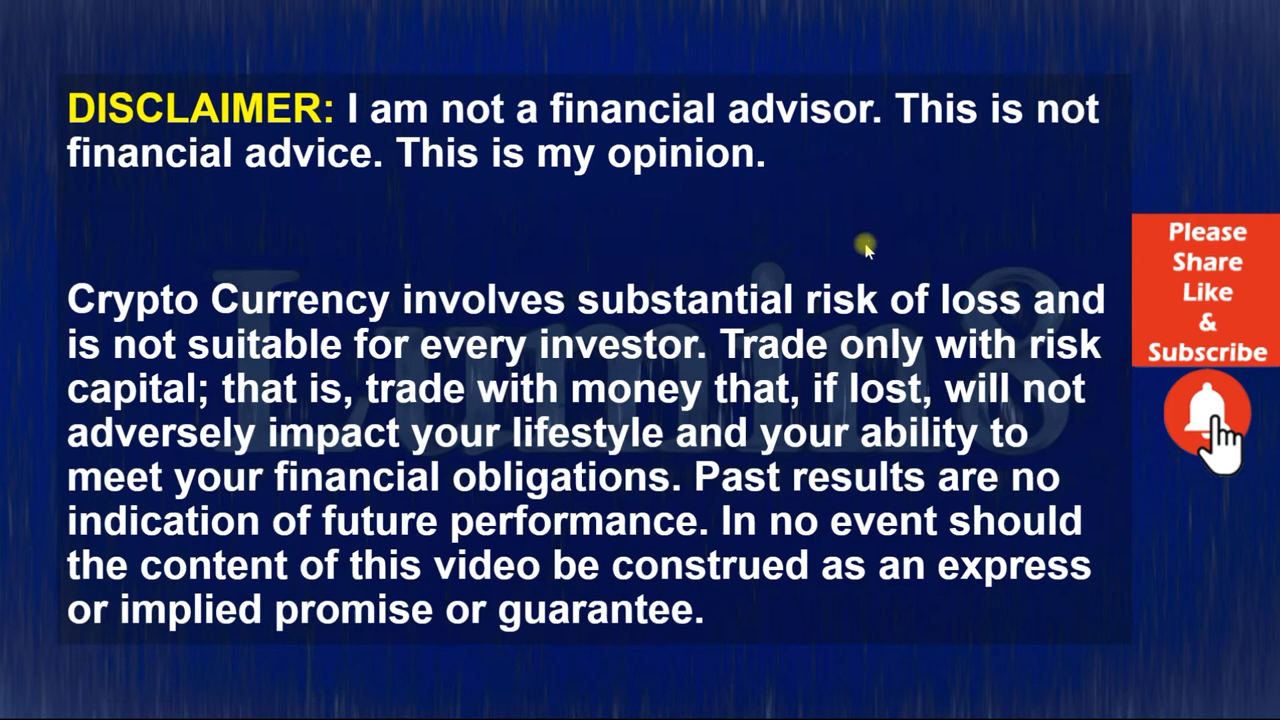 DISCLAIMER: I am not a financial advisor. This is not
financial advice. This is my opinion.
Crypto Currency involves substantial risk of loss and
is not suitable for every investor. Trade only with risk
capital; that is, trade with money that, if lost, will not
adversely impact your lifestyle and your ability to
meet your financial obligations. Past results are no
indication of future performance. In no event should
the content of this video be construed as an express
or implied promise or guarantee.
Lumin8
Please
Share
Like
&
Subscribe